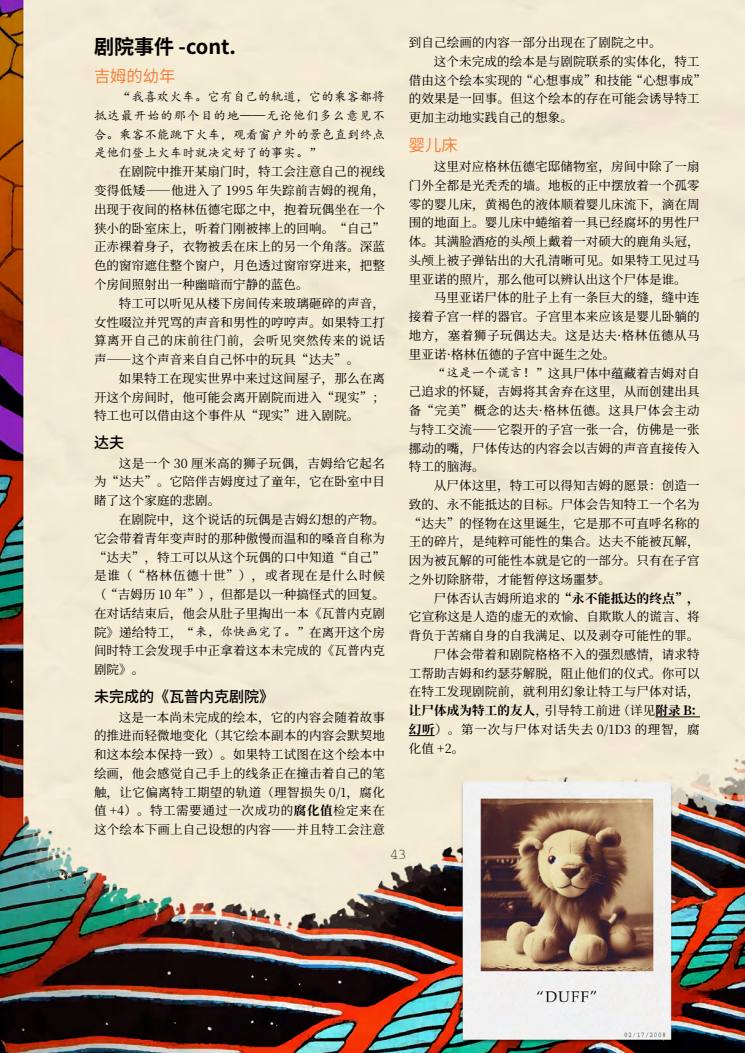 剧院事件 -cont.
吉姆的幼年
“我喜欢火车。它有自己的轨道，它的乘客都将
抵达最开始的那个目的地——无论他们多么意见不
合。乘客不能跳下火车，观看窗户外的景色直到终点
是他们登上火车时就决定好了的事实。”
在剧院中推开某扇门时，特工会注意自己的视线
变得低矮——他进入了 1995 年失踪前吉姆的视角，
出现于夜间的格林伍德宅邸之中，抱着玩偶坐在一个
狭小的卧室床上，听着门刚被摔上的回响。“自己”
正赤裸着身子，衣物被丢在床上的另一个角落。深蓝
色的窗帘遮住整个窗户，月色透过窗帘穿进来，把整
个房间照射出一种幽暗而宁静的蓝色。
特工可以听见从楼下房间传来玻璃砸碎的声音，
女性啜泣并咒骂的声音和男性的哼哼声。如果特工打
算离开自己的床前往门前，会听见突然传来的说话
声——这个声音来自自己怀中的玩具“达夫”。
如果特工在现实世界中来过这间屋子，那么在离
开这个房间时，他可能会离开剧院而进入“现实”；
特工也可以借由这个事件从“现实”进入剧院。
达夫
这是一个 30 厘米高的狮子玩偶，吉姆给它起名
为“达夫”。它陪伴吉姆度过了童年，它在卧室中目
睹了这个家庭的悲剧。
在剧院中，这个说话的玩偶是吉姆幻想的产物。
它会带着青年变声时的那种傲慢而温和的嗓音自称为
“达夫”，特工可以从这个玩偶的口中知道“自己”
是谁（“格林伍德十世”），或者现在是什么时候
（“吉姆历 10 年”），但都是以一种搞怪式的回复。
在对话结束后，他会从肚子里掏出一本《瓦普内克剧
院》递给特工，“来，你快画完了。”在离开这个房
间时特工会发现手中正拿着这本未完成的《瓦普内克
剧院》。
未完成的《瓦普内克剧院》
这是一本尚未完成的绘本，它的内容会随着故事
的推进而轻微地变化（其它绘本副本的内容会默契地
和这本绘本保持一致）。如果特工试图在这个绘本中
绘画，他会感觉自己手上的线条正在撞击着自己的笔
触，让它偏离特工期望的轨道（理智损失 0/1，腐化
值 +4）。特工需要通过一次成功的腐化值检定来在
这个绘本下画上自己设想的内容——并且特工会注意
到自己绘画的内容一部分出现在了剧院之中。
这个未完成的绘本是与剧院联系的实体化，特工
借由这个绘本实现的“心想事成”和技能“心想事成”
的效果是一回事。但这个绘本的存在可能会诱导特工
更加主动地实践自己的想象。
婴儿床
这里对应格林伍德宅邸储物室，房间中除了一扇
门外全都是光秃秃的墙。地板的正中摆放着一个孤零
零的婴儿床，黄褐色的液体顺着婴儿床流下，滴在周
围的地面上。婴儿床中蜷缩着一具已经腐坏的男性尸
体。其满脸酒疮的头颅上戴着一对硕大的鹿角头冠，
头颅上被子弹钻出的大孔清晰可见。如果特工见过马
里亚诺的照片，那么他可以辨认出这个尸体是谁。
马里亚诺尸体的肚子上有一条巨大的缝，缝中连
接着子宫一样的器官。子宫里本来应该是婴儿卧躺的
地方，塞着狮子玩偶达夫。这是达夫·格林伍德从马
里亚诺·格林伍德的子宫中诞生之处。
“这是一个谎言！”这具尸体中蕴藏着吉姆对自
己追求的怀疑，吉姆将其舍弃在这里，从而创建出具
备“完美”概念的达夫·格林伍德。这具尸体会主动
与特工交流——它裂开的子宫一张一合，仿佛是一张
挪动的嘴，尸体传达的内容会以吉姆的声音直接传入
特工的脑海。
从尸体这里，特工可以得知吉姆的愿景：创造一
致的、永不能抵达的目标。尸体会告知特工一个名为
“达夫”的怪物在这里诞生，它是那不可直呼名称的
王的碎片，是纯粹可能性的集合。达夫不能被瓦解，
因为被瓦解的可能性本就是它的一部分。只有在子宫
之外切除脐带，才能暂停这场噩梦。
尸体否认吉姆所追求的“永不能抵达的终点”，
它宣称这是人造的虚无的欢愉、自欺欺人的谎言、将
背负于苦痛自身的自我满足、以及剥夺可能性的罪。
尸体会带着和剧院格格不入的强烈感情，请求特
工帮助吉姆和约瑟芬解脱，阻止他们的仪式。你可以
在特工发现剧院前，就利用幻象让特工与尸体对话，
让尸体成为特工的友人，引导特工前进（详见附录 B:
幻听）。第一次与尸体对话失去 0/1D3 的理智，腐
化值 +2。
43
“DUFF”
02/17/2008